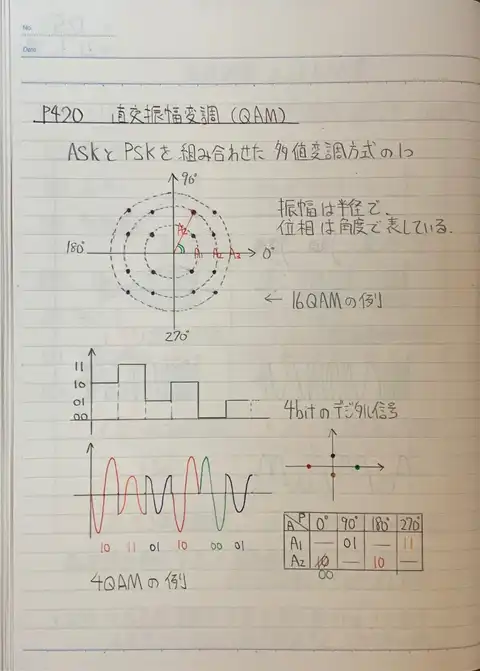 No.
Date
P420 直交振幅変調 (QAM)
ASKとPSKを組み合わせた多値変調方式の1つ
90°
振幅は半径で、
位相は角度で表している。
180°
A2
A1
A2
A3
0°
← 16QAMの例
270°
11
10
01
00
4bitのデジタル信号
10 11 01 10 00 01
A P 0° 90° 180° 270°
A1 — 01 — 11
A2 10 — 10 —
00
4QAMの例